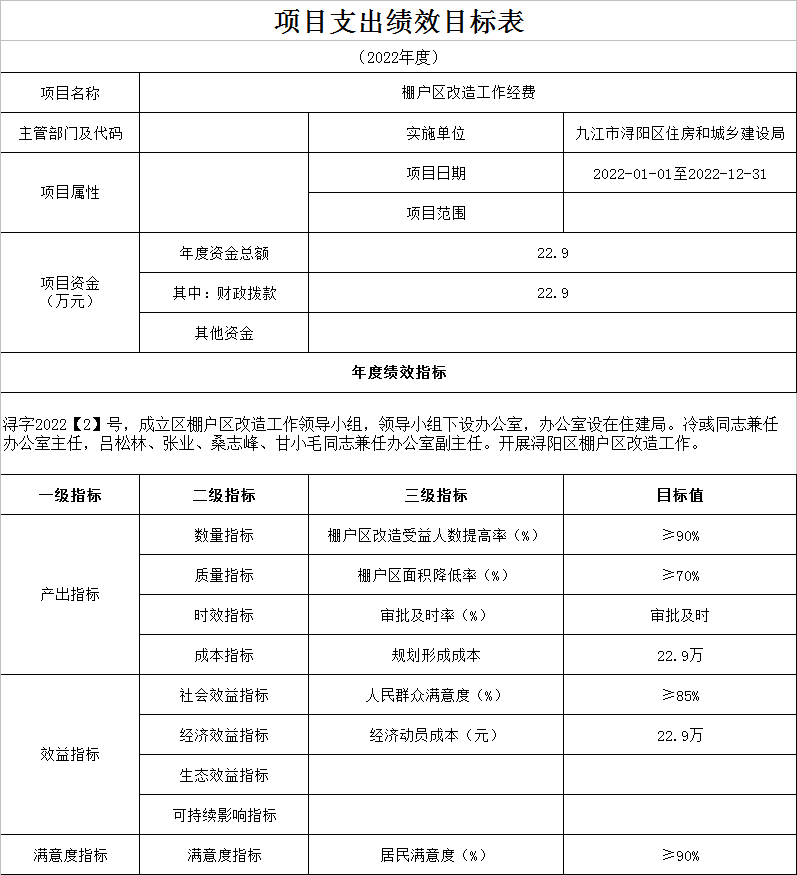 项目支出绩效目标表
（2022年度）
项目名称 棚户区改造工作经费
主管部门及代码 实施单位 九江市浔阳区住房和城乡建设局
项目属性 项目日期 2022-01-01至2022-12-31
项目范围
项目资金
（万元）
年度资金总额 22.9
其中：财政拨款 22.9
其他资金
年度绩效指标
浔字2022【2】号，成立区棚户区改造工作领导小组，领导小组下设办公室，办公室设在住建局。冷彧同志兼任
办公室主任，吕松林、张业、桑志峰、甘小毛同志兼任办公室副主任。开展浔阳区棚户区改造工作。
一级指标 二级指标 三级指标 目标值
产出指标
数量指标 棚户区改造受益人数提高率（%） ≥90%
质量指标 棚户区面积降低率（%） ≥70%
时效指标 审批及时率（%） 审批及时
成本指标 规划形成成本 22.9万
效益指标
社会效益指标 人民群众满意度（%） ≥85%
经济效益指标 经济动员成本（元） 22.9万
生态效益指标
可持续影响指标
满意度指标 满意度指标 居民满意度（%） ≥90%